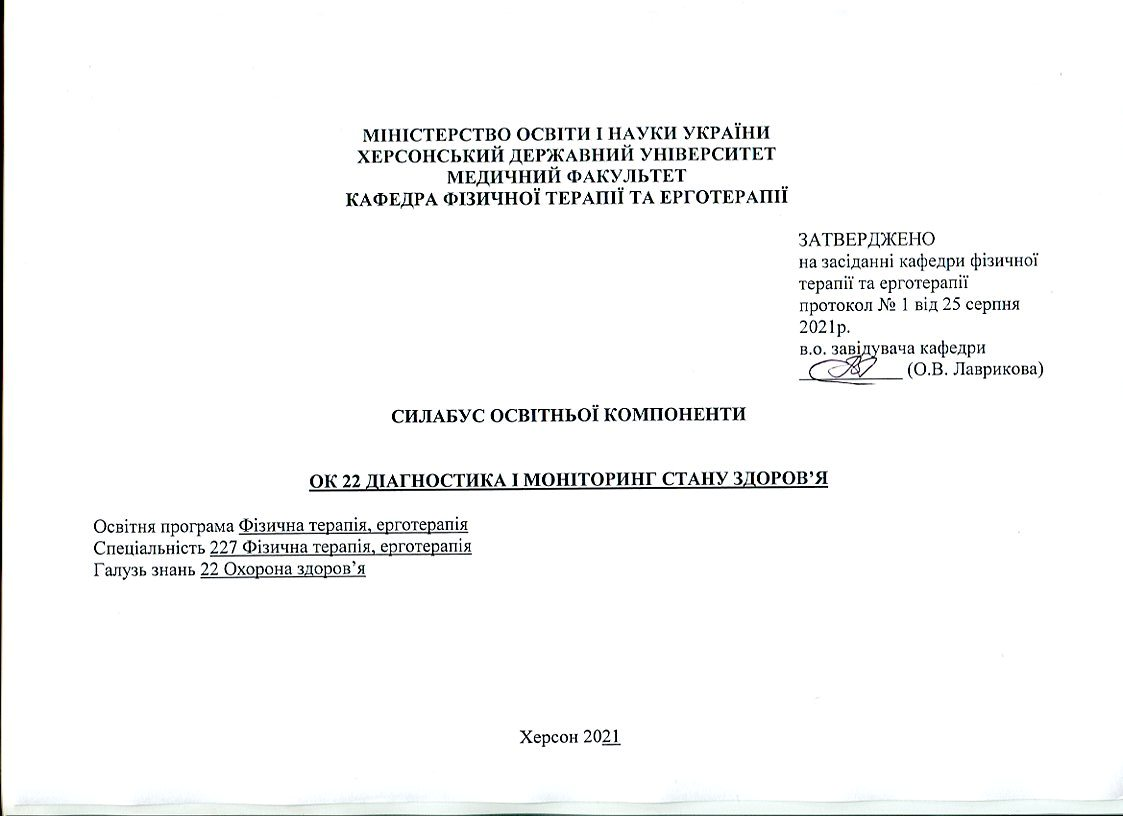 МІНІСТЕРСТВО ОСВІТИ І НАУКИ УКРАЇНИ
ХЕРСОНСЬКИЙ ДЕРЖАВНИЙ УНІВЕРСИТЕТ
МЕДИЧНИЙ ФАКУЛЬТЕТ
КАФЕДРА ФІЗИЧНОЇ ТЕРАПІЇ ТА ЕРГОТЕРАПІЇ
ЗАТВЕРДЖЕНО
на засіданні кафедри фізичної
терапії та ерготерапії
протокол № 1 від 25 серпня
2021р.
в.о. завідувача кафедри
____________ (О.В. Лаврикова)
СИЛАБУС ОСВІТНЬОЇ КОМПОНЕНТИ
ОК 22 ДІАГНОСТИКА І МОНІТОРИНГ СТАНУ ЗДОРОВ’Я
Освітня програма Фізична терапія, ерготерапія
Спеціальність 227 Фізична терапія, ерготерапія
Галузь знань 22 Охорона здоров’я
Херсон 2021